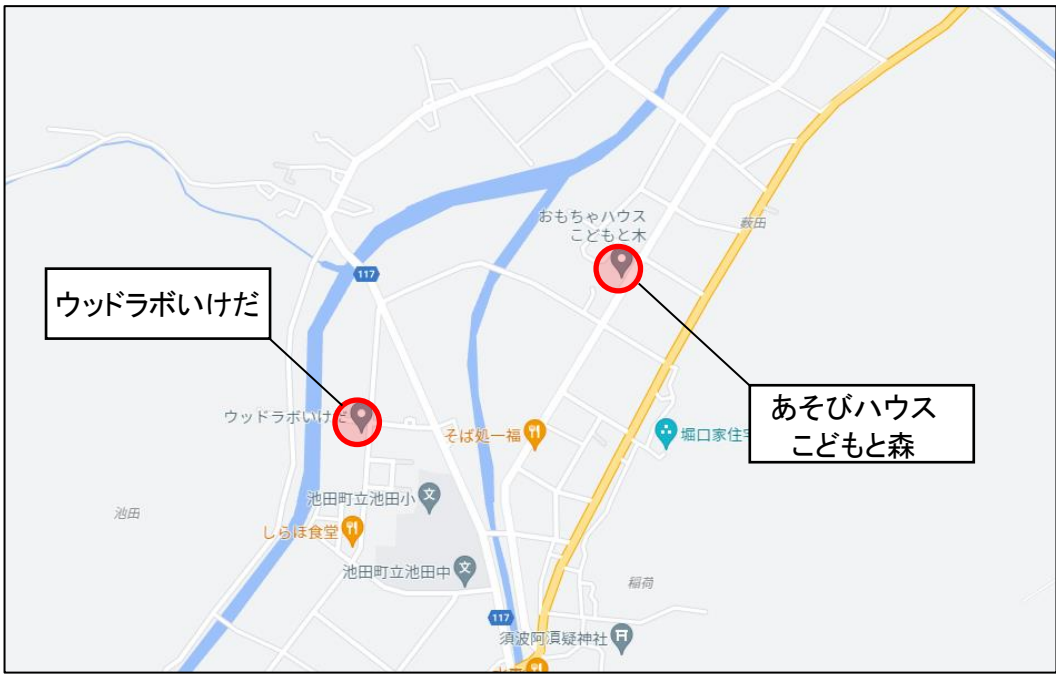 おもちゃハウス
こどもと木
薮田
117
ウッドラボいけだ
ウッドラボいけだ
あそびハウス
こどもと森
そば処一福
堀口家住宅
池田町立池田小
池田
しらほ食堂
池田町立池田中
稲荷
117
須波阿湏疑神社